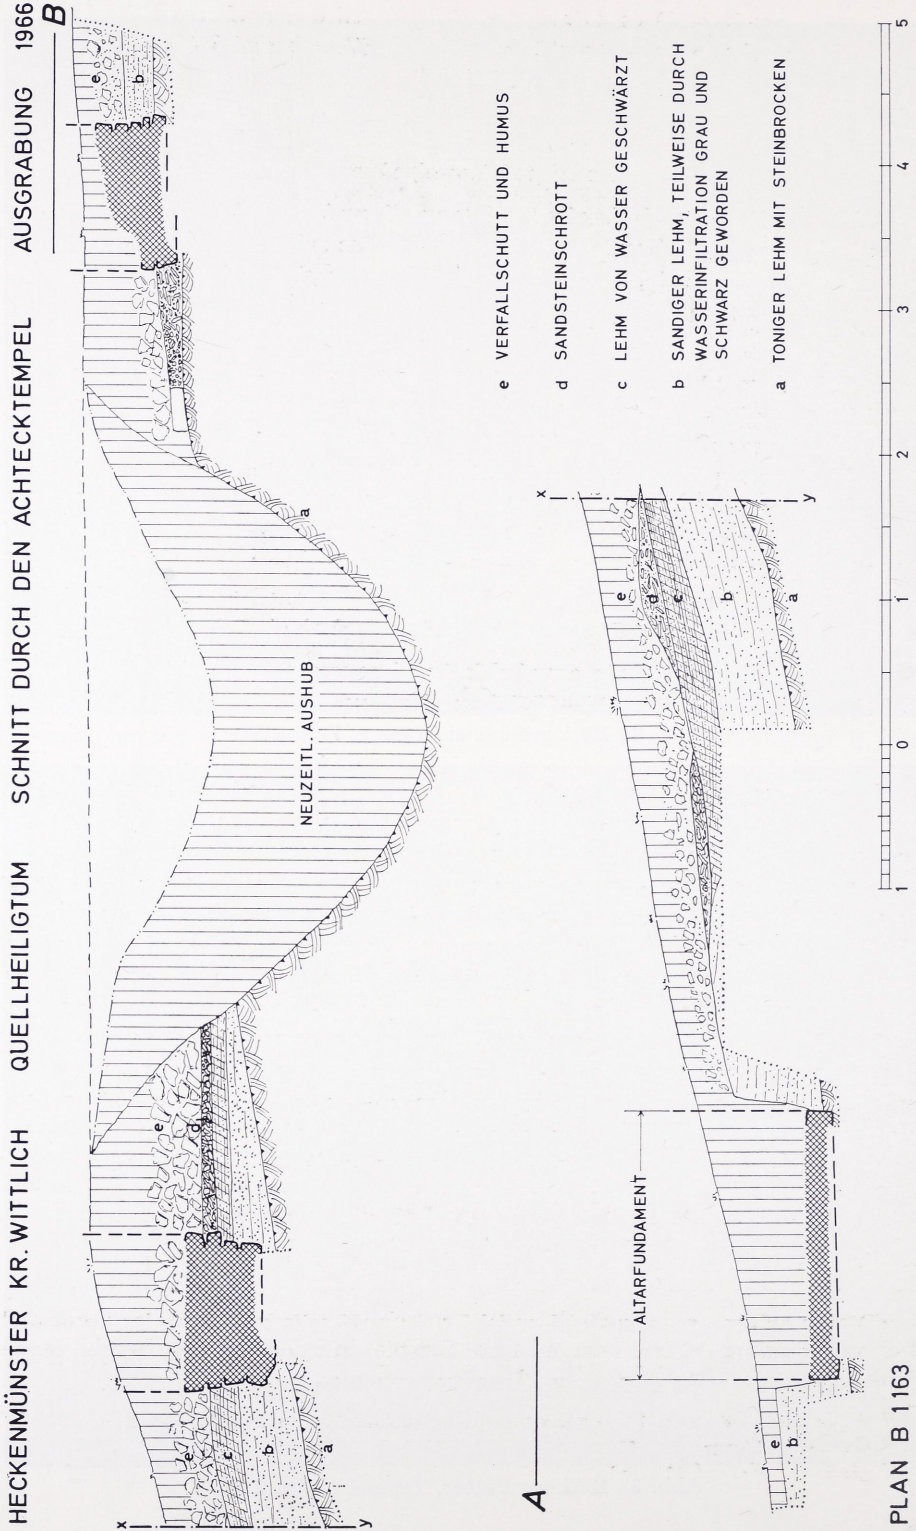 HECKENMÜNSTER KR. WITTLICH QUELLHEILIGTUM SCHNITT DURCH DEN ACHTECKTEMPEL AUSGRABUNG 1966
B
x
y
e
c
b
a
e
d
NEUZEITL. AUSHUB
a
e
b
A
e VERFALLSCHUTT UND HUMUS
d SANDSTEINSCHROTT
c LEHM VON WASSER GESCHWÄRZT
b SANDIGER LEHM, TEILWEISE DURCH
WASSERINFILTRATION GRAU UND
SCHWARZ GEWORDEN
a TONIGER LEHM MIT STEINBROCKEN
e
b
ALTARFUNDAMENT
e
d
c
b
a
x
y
1 0 1 2 3 4 5
PLAN B 1163